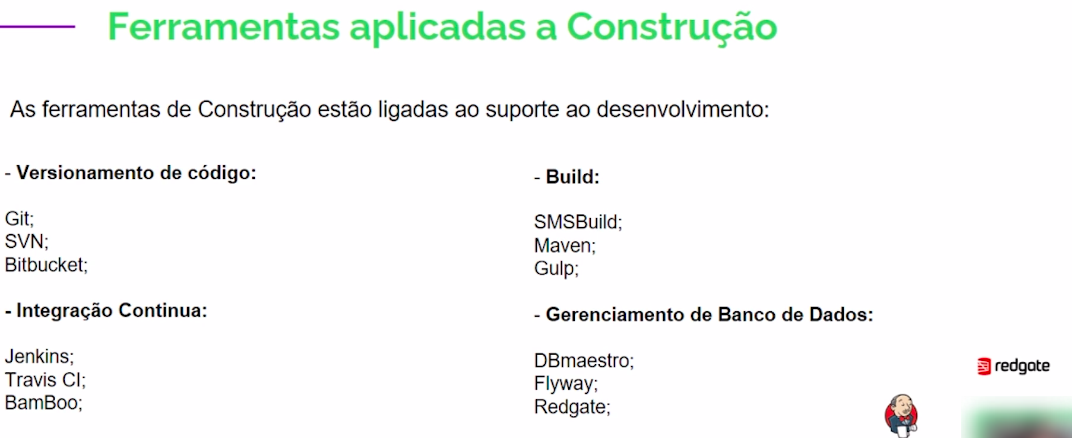 Ferramentas aplicadas a Construção
As ferramentas de Construção estão ligadas ao suporte ao desenvolvimento:
- Versionamento de código:
Git;
SVN;
Bitbucket;
- Integração Continua:
Jenkins;
Travis CI;
BamBoo;
- Build:
SMSBuild;
Maven;
Gulp;
- Gerenciamento de Banco de Dados:
DBmaestro;
Flyway;
Redgate;
redgate